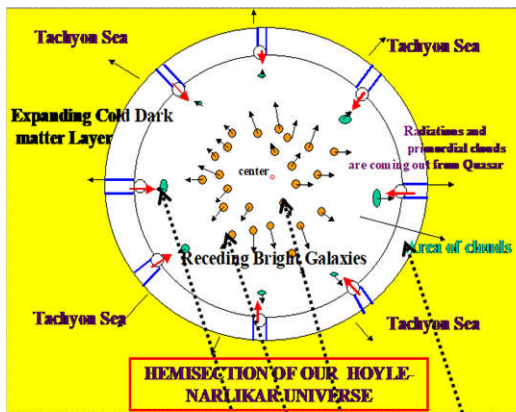 Tachyon Sea
Tachyon Sea
Expanding Cold Dark
matter Layer
Radiations and
primordial clouds
are coming out from Quasar
center
Area of clouds
Receding Bright Galaxies
Tachyon Sea
Tachyon Sea
HEMISECTION OF OUR HOYLE-
NARLIKAR UNIVERSE